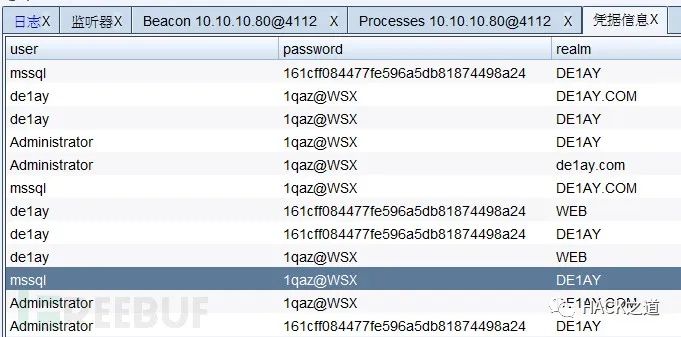 日志X 监听器X Beacon 10.10.10.80@4112 X Processes 10.10.10.80@4112 X 凭据信息X
user password realm
mssql 161cff084477fe596a5db81874498a24 DE1AY
de1ay 1qaz@WSX DE1AY.COM
de1ay 1qaz@WSX DE1AY
Administrator 1qaz@WSX DE1AY
Administrator 1qaz@WSX de1ay.com
mssql 1qaz@WSX DE1AY.COM
de1ay 161cff084477fe596a5db81874498a24 WEB
de1ay 161cff084477fe596a5db81874498a24 DE1AY
de1ay 1qaz@WSX WEB
mssql 1qaz@WSX DE1AY
Administrator 1qaz@WSX DE1AY.COM
Administrator 161cff084477fe596a5db81874498a24 DE1AY
FREEBUF
HACK之道